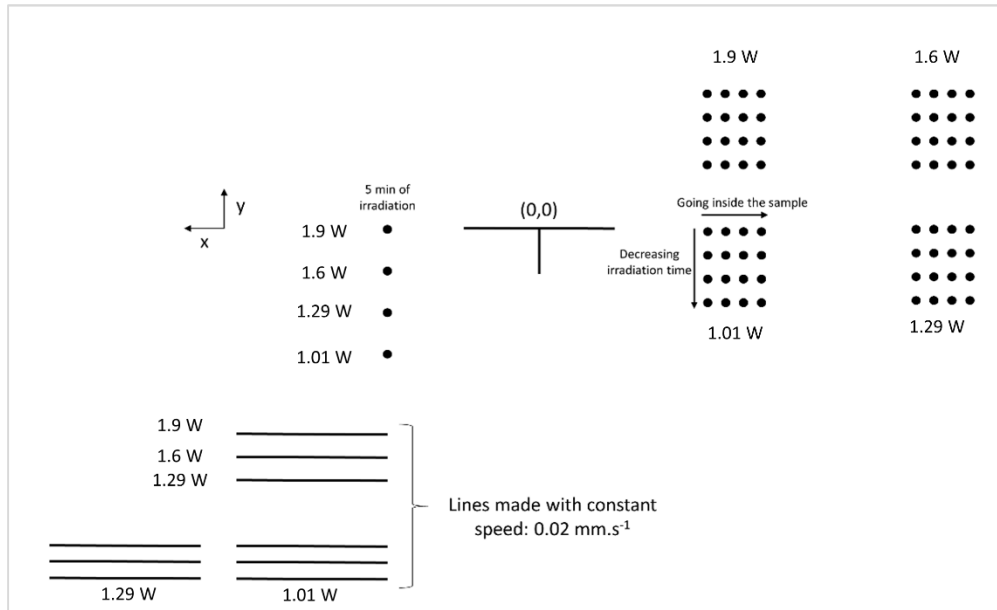 1.9 W
1.6 W
5 min of
irradiation
y
x
1.9 W
1.6 W
1.29 W
1.01 W
(0,0)
Going inside the sample
Decreasing
irradiation time
1.01 W
1.29 W
1.9 W
1.6 W
1.29 W
Lines made with constant
speed: 0.02 mm.s⁻¹
1.29 W
1.01 W